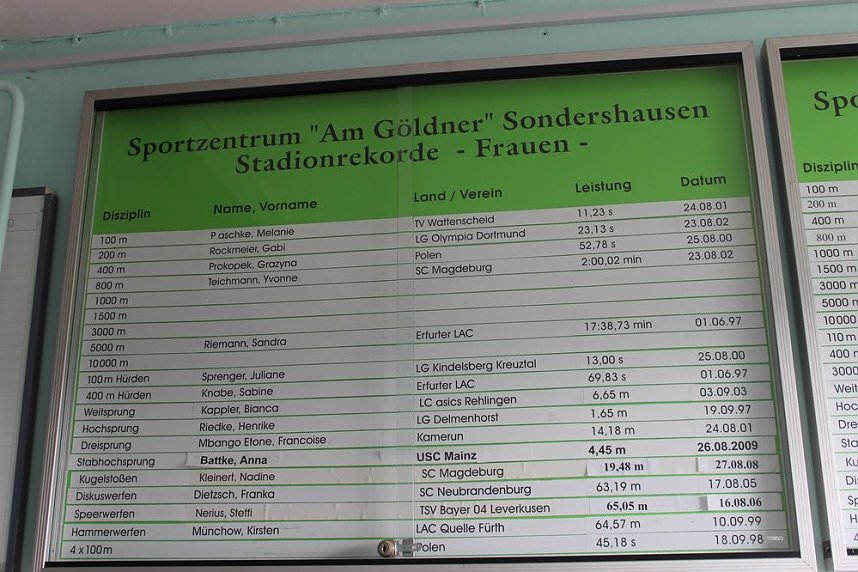 Sportzentrum "Am Göldner" Sondershausen
Stadionrekorde - Frauen -
Disziplin Name, Vorname Land / Verein Leistung Datum
100 m Paschke, Melanie TV Wattenscheid 11,23 s 24.08.01
200 m Rockmeier, Gabi LG Olympia Dortmund 23,13 s 23.08.02
400 m Prokopek, Grazyna Polen 52,78 s 25.08.00
800 m Teichmann, Yvonne SC Magdeburg 2:00,02 min 23.08.02
1000 m
1500 m
3000 m
5000 m Riemann, Sandra Erfurter LAC 17:38,73 min 01.06.97
10000 m
100m Hürden Sprenger, Juliane LG Kindelsberg Kreuztal 13,00 s 25.08.00
400 m Hürden Knabe, Sabine Erfurter LAC 69,83 s 01.06.97
Weitsprung Kappler, Bianca LC asics Rehlingen 6,65 m 03.09.03
Hochsprung Riedke, Henrike LG Delmenhorst 1,65 m 19.09.97
Dreisprung Mbango Etone, Francoise Kamerun 14,18 m 24.08.01
Stabhochsprung Battke, Anna USC Mainz 4,45 m 26.08.2009
Kugelstoßen Kleinert, Nadine SC Magdeburg 19,48 m 27.08.08
Diskuswerfen Dietzsch, Franka SC Neubrandenburg 63,19 m 17.08.05
Speerwerfen Nerius, Steffi TSV Bayer 04 Leverkusen 65,05 m 16.08.06
Hammerwerfen Münchow, Kirsten LAC Quelle Fürth 64,57 m 10.09.99
4 x 100m Polen 45,18 s 18.09.98
Spo
Disziplin
100 m
200 m
400 m
800 m
1000 m
1500 m
3000 m
5000 m
10000 m
110 m
400 m
3000
Weit
Hoc
Drei
Stab
Kug
Disk
Spe
Ha
4